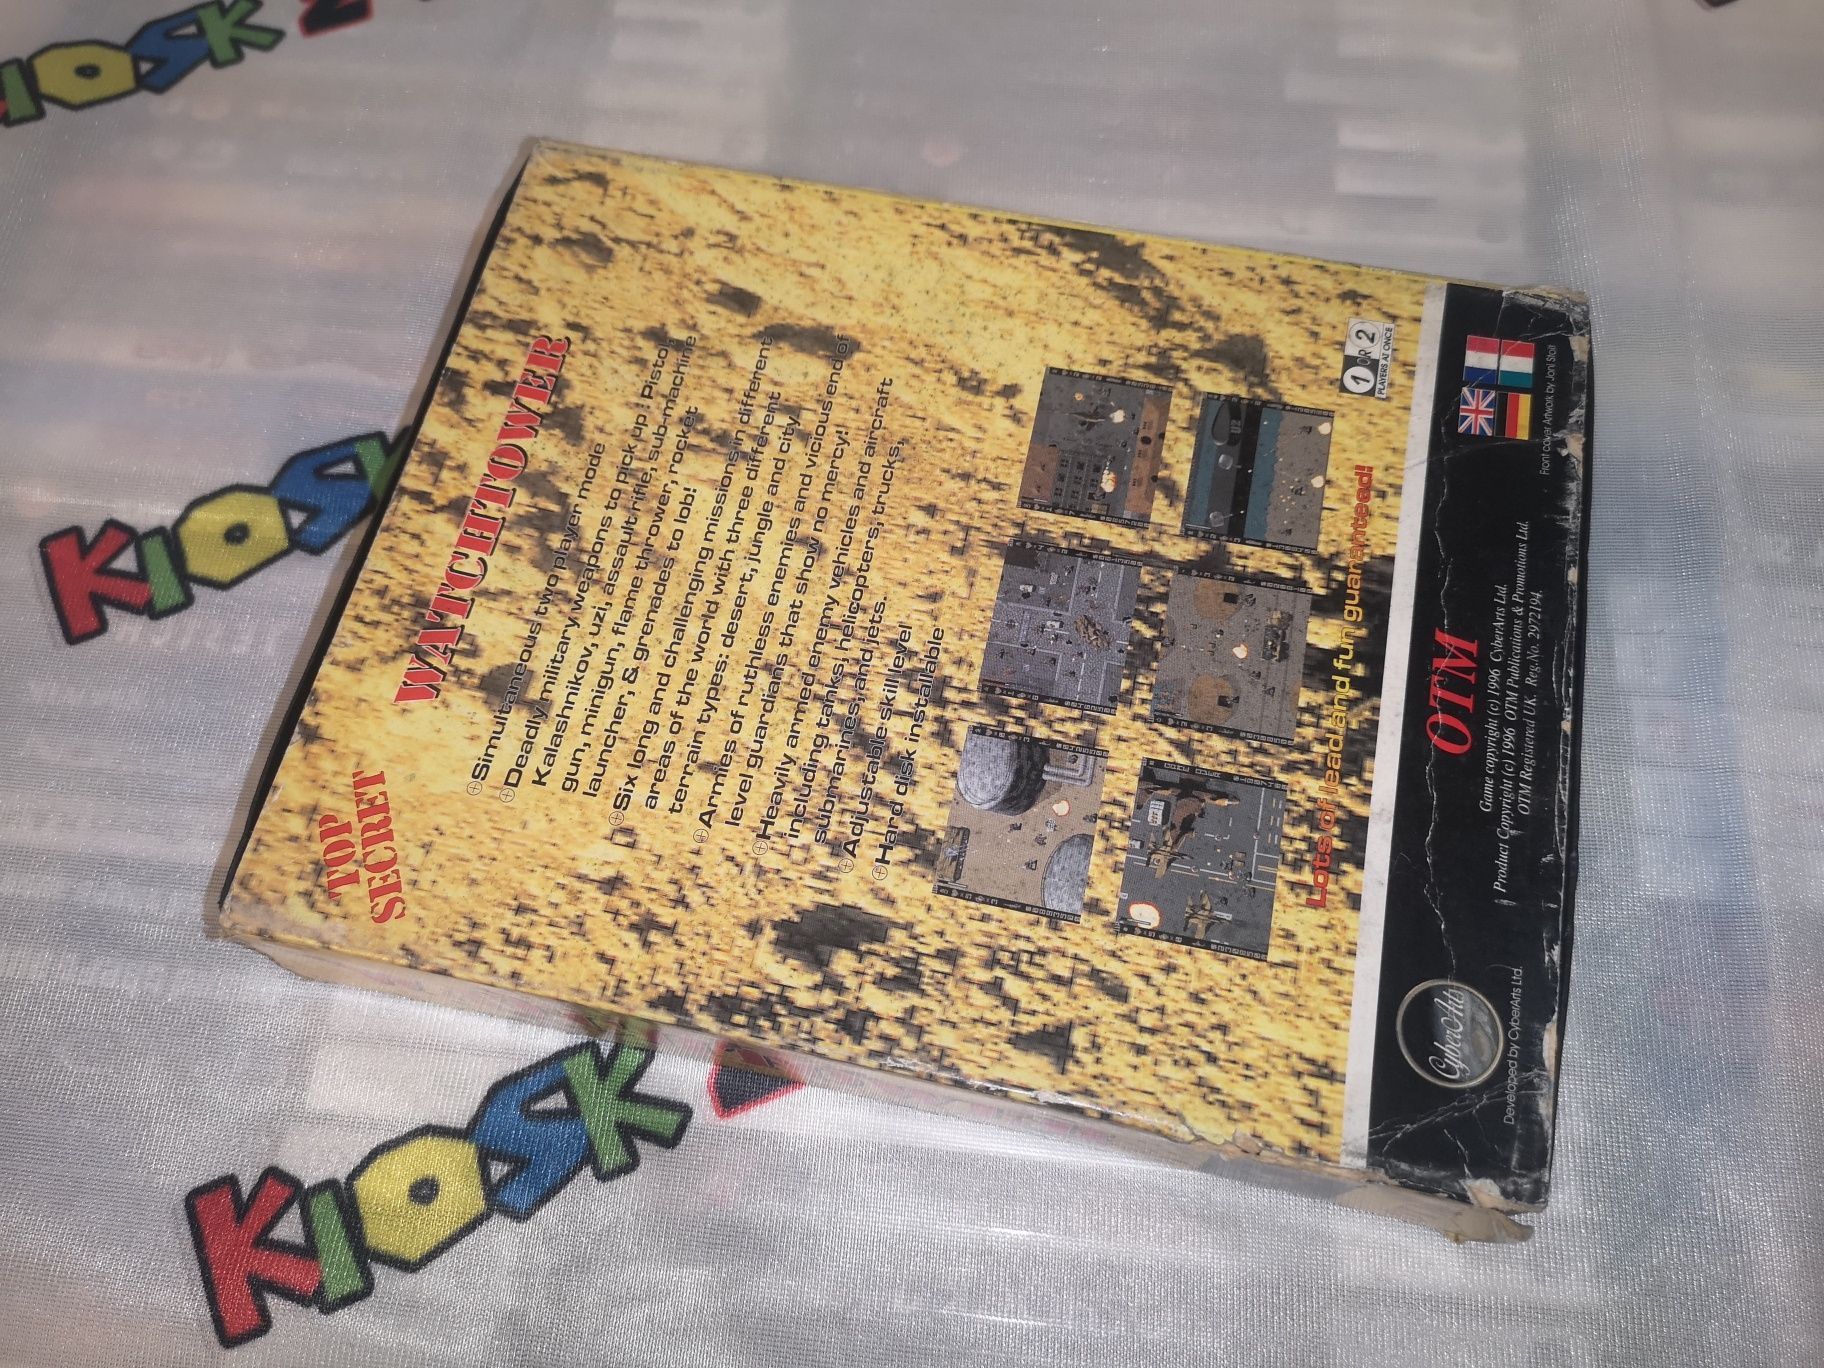 TOP
SECRET
WATCHTOWER
Simultaneous two player mode
Deadly military weapons to pick up : Pistol,
Kalashnikov, uzi, assault rifle, sub-machine
gun, minigun, flame thrower, rocket
launcher, & grenades to lob!
Six long and challenging missions in different
areas of the world with three different
terrain types: desert, jungle and city
Armies of ruthless enemies and vicious end of
level guardians that show no mercy!
Heavily armed enemy vehicles and aircraft
including tanks, helicopters, trucks,
submarines, and jets.
Adjustable skill level
Hard disk installable
Lots of lead and fun guaranteed!
1 OR 2
PLAYERS AT ONCE
OTM
Game copyright (c) 1996 CyberArts Ltd.
Product Copyright (c) 1996 OTM Publications & Promotions Ltd.
OTM Registered UK. Reg.No. 2972194.
CyberArts
Developed by CyberArts Ltd.
Front cover Artwork by Joni Stoit
KIOSK
KIOSK
KIOSK